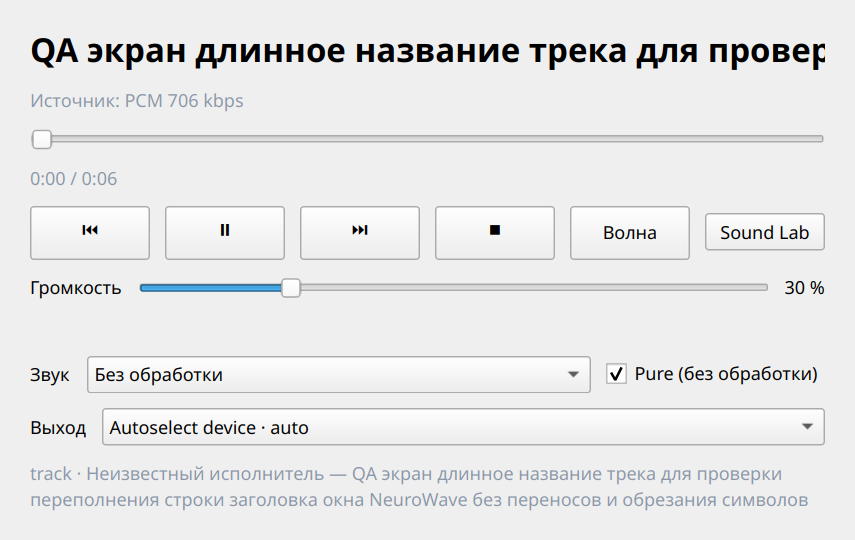 QA экран длинное название трека для провер
Источник: PCM 706 kbps
0:00 / 0:06
Волна Sound Lab
Громкость 30 %
Звук Без обработки Pure (без обработки)
Выход Autoselect device · auto
track · Неизвестный исполнитель — QA экран длинное название трека для проверки
переполнения строки заголовка окна NeuroWave без переносов и обрезания символов